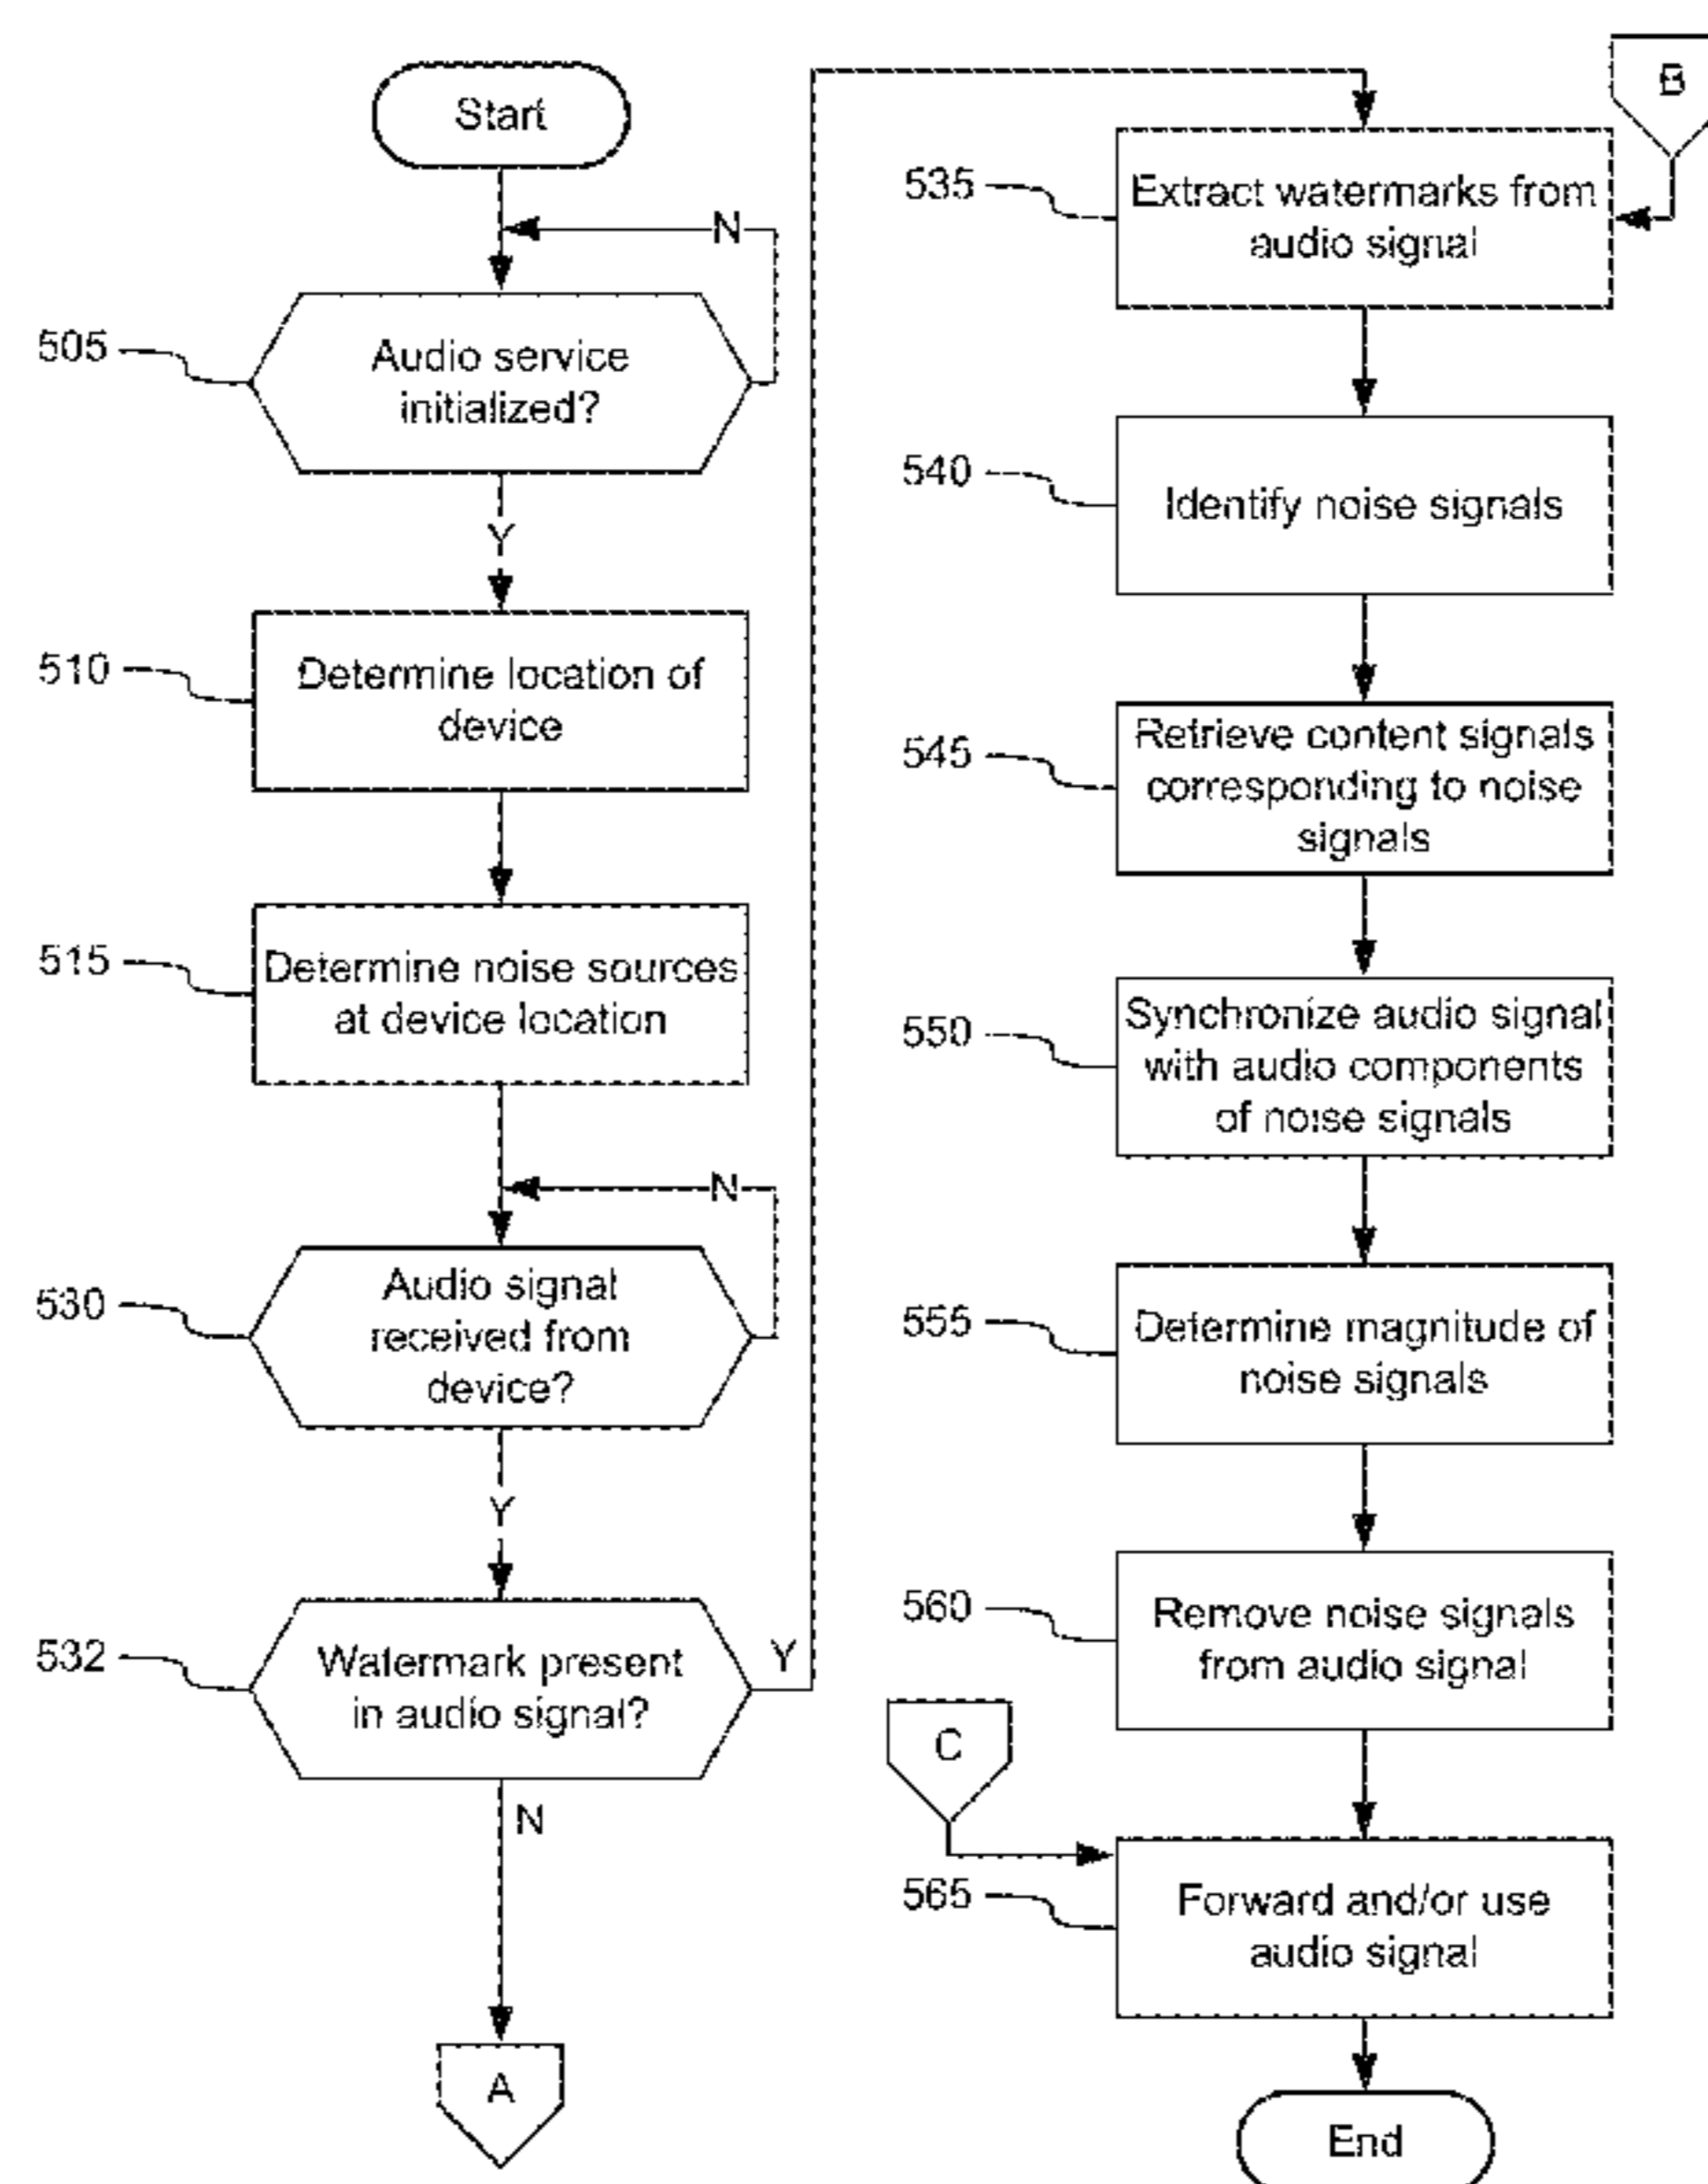 Start
N
505
Audio service
initialized?
Y
510
Determine location of
device
515
Determine noise sources
at device location
N
530
Audio signal
received from
device?
Y
532
Watermark present
in audio signal?
Y
N
A
B
535
Extract watermarks from
audio signal
540
Identify noise signals
545
Retrieve content signals
corresponding to noise
signals
550
Synchronize audio signal
with audio components
of noise signals
555
Determine magnitude of
noise signals
560
Remove noise signals
from audio signal
C
565
Forward and/or use
audio signal
End